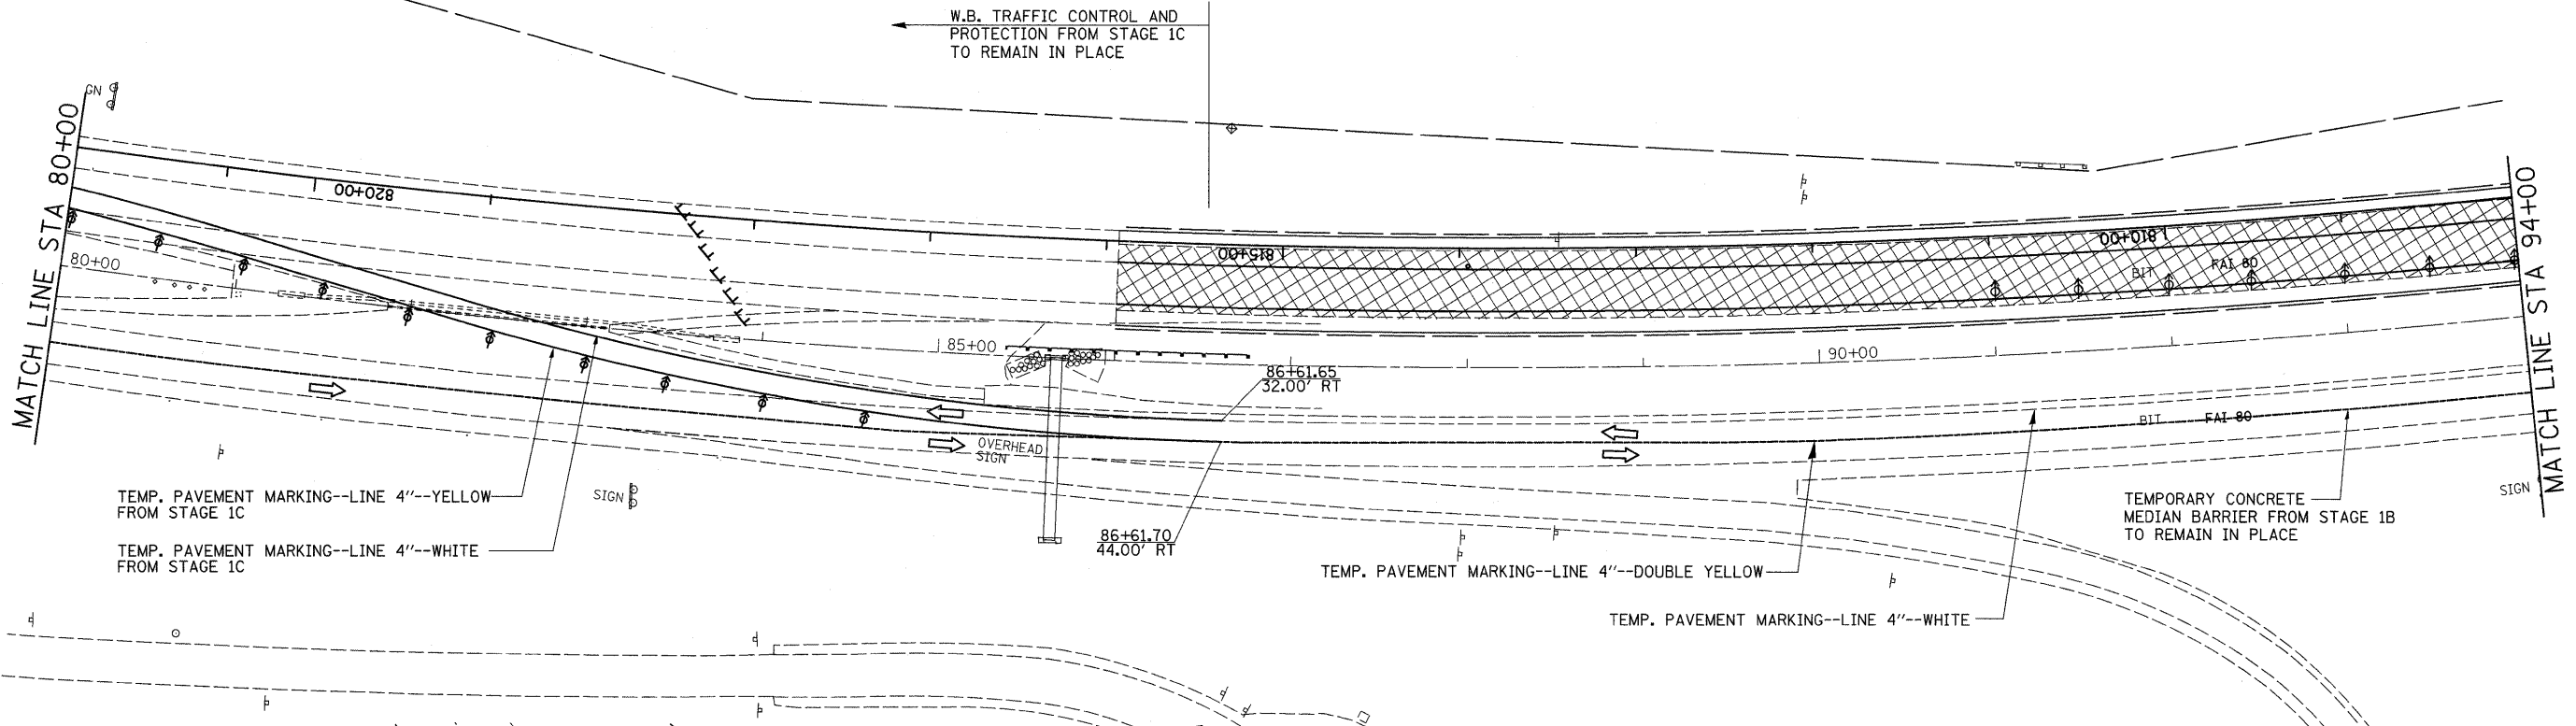 W.B. TRAFFIC CONTROL AND
PROTECTION FROM STAGE 1C
TO REMAIN IN PLACE
GN
MATCH LINE STA 80+00
820+00
80+00
815+00
810+00
BIT
FAI 80
MATCH LINE STA 94+00
85+00
90+00
86+61.65
32.00' RT
BIT
FAI 80
OVERHEAD
SIGN
TEMP. PAVEMENT MARKING--LINE 4"--YELLOW
FROM STAGE 1C
SIGN
TEMPORARY CONCRETE
MEDIAN BARRIER FROM STAGE 1B
TO REMAIN IN PLACE
SIGN
TEMP. PAVEMENT MARKING--LINE 4"--WHITE
FROM STAGE 1C
86+61.70
44.00' RT
TEMP. PAVEMENT MARKING--LINE 4"--DOUBLE YELLOW
TEMP. PAVEMENT MARKING--LINE 4"--WHITE